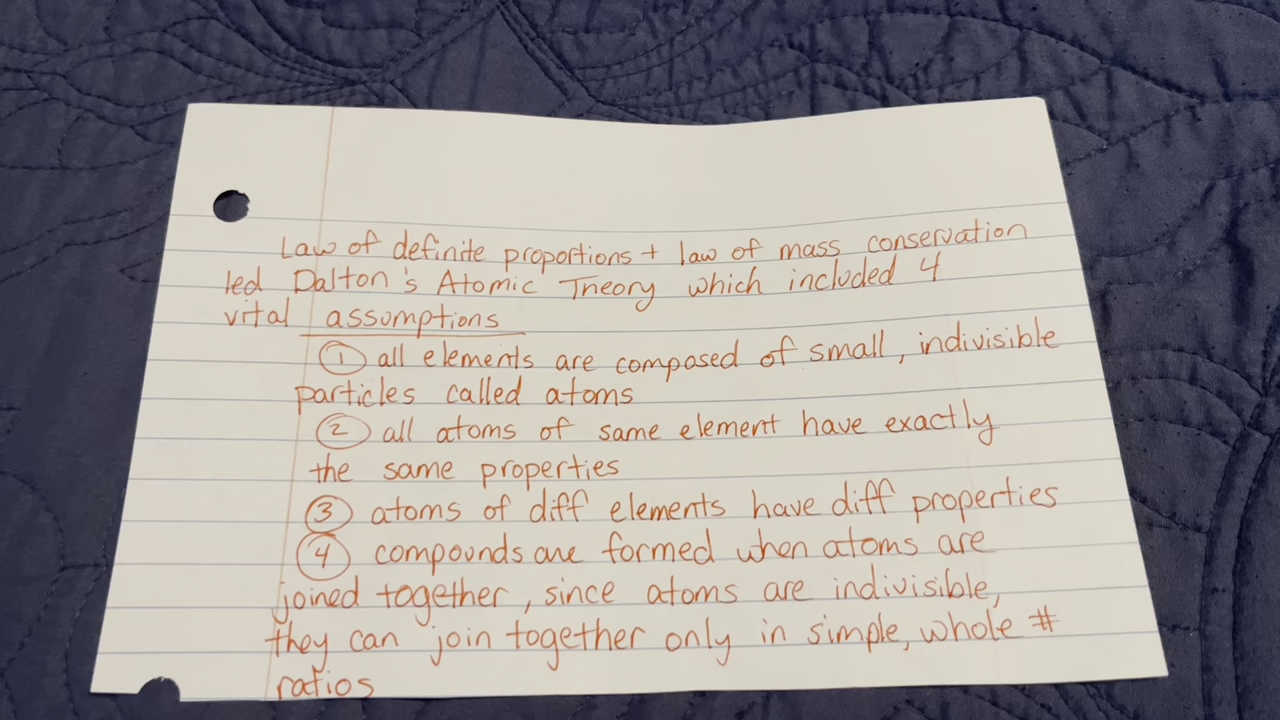 Law of definite proportions + law of mass conservation
led Dalton's Atomic Theory which included 4
vital assumptions
① all elements are composed of small, indivisible
particles called atoms
② all atoms of same element have exactly
the same properties
③ atoms of diff elements have diff properties
④ compounds are formed when atoms are
joined together, since atoms are indivisible,
they can join together only in simple, whole #
ratios